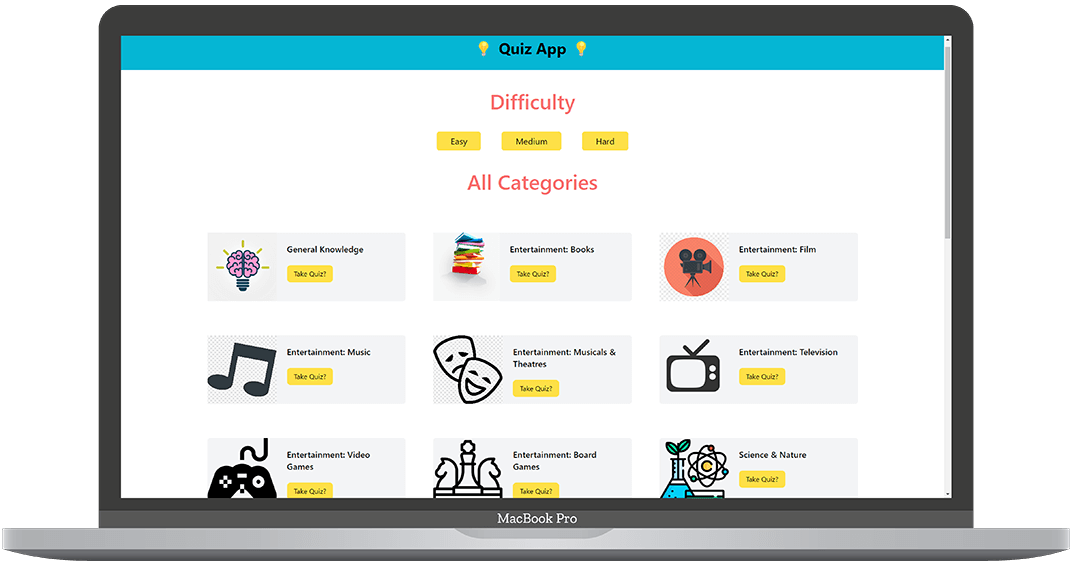 Quiz App
Difficulty
Easy Medium Hard
All Categories
General Knowledge
Take Quiz?
Entertainment: Books
Take Quiz?
Entertainment: Film
Take Quiz?
Entertainment: Music
Take Quiz?
Entertainment: Musicals &
Theatres
Take Quiz?
Entertainment: Television
Take Quiz?
Entertainment: Video
Games
Take Quiz?
Entertainment: Board
Games
Take Quiz?
Science & Nature
Take Quiz?
MacBook Pro